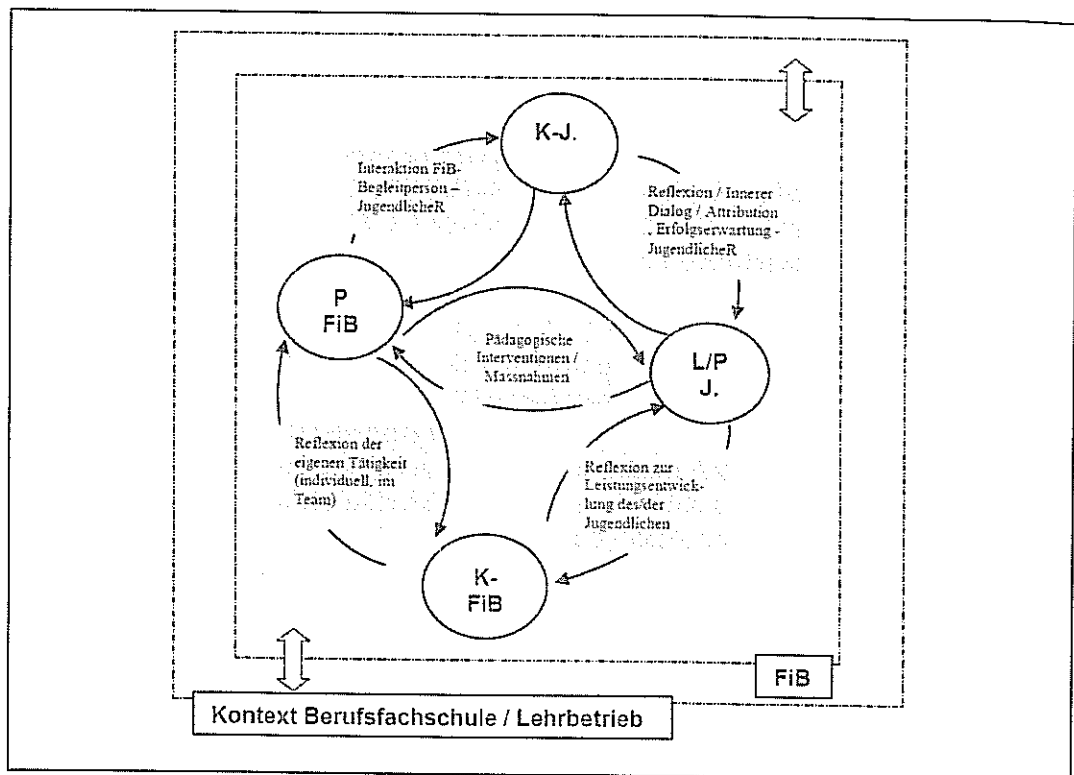 K-J.
Interaktion FiB-
Begleitperson –
JugendlicheR
Reflexion / Innerer
Dialog / Attribution
, Erfolgserwartung -
JugendlicheR
P
FiB
Pädagogische
Interventionen /
Massnahmen
L/P
J.
Reflexion der
eigenen Tätigkeit
(individuell, im
Team)
Reflexion zur
Leistungsentwick-
lung des/der
Jugendlichen
K-
FiB
FiB
Kontext Berufsfachschule / Lehrbetrieb